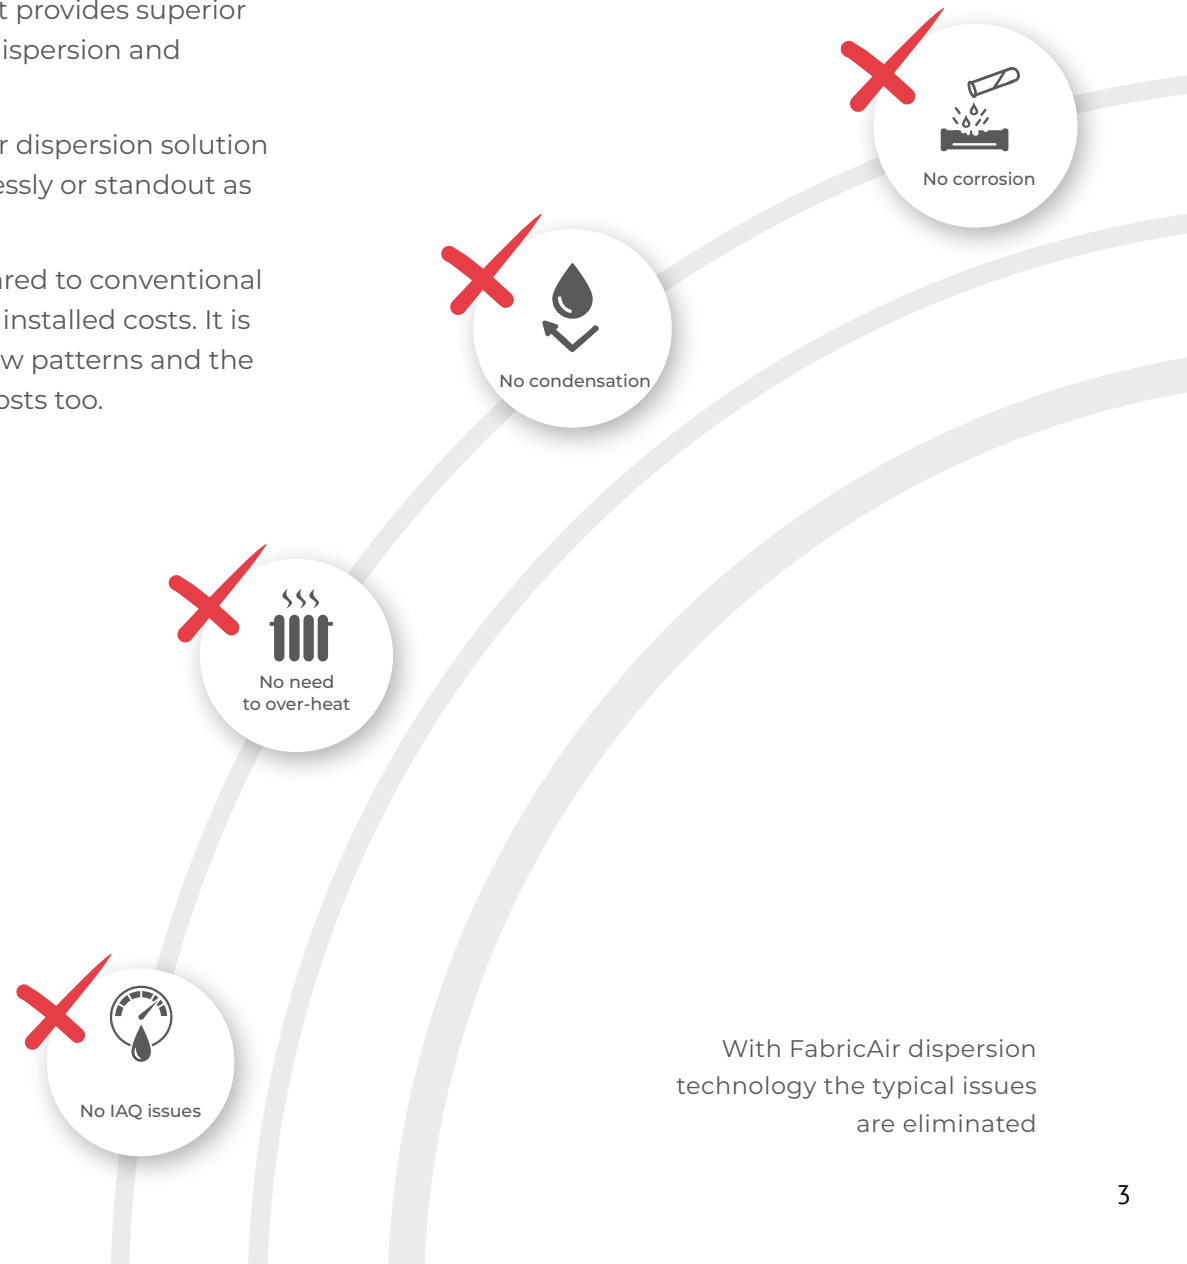 t provides superior
ispersion and
r dispersion solution
essly or standout as
ared to conventional
installed costs. It is
w patterns and the
osts too.
No corrosion
No condensation
No need
to over-heat
No IAQ issues
With FabricAir dispersion
technology the typical issues
are eliminated
3